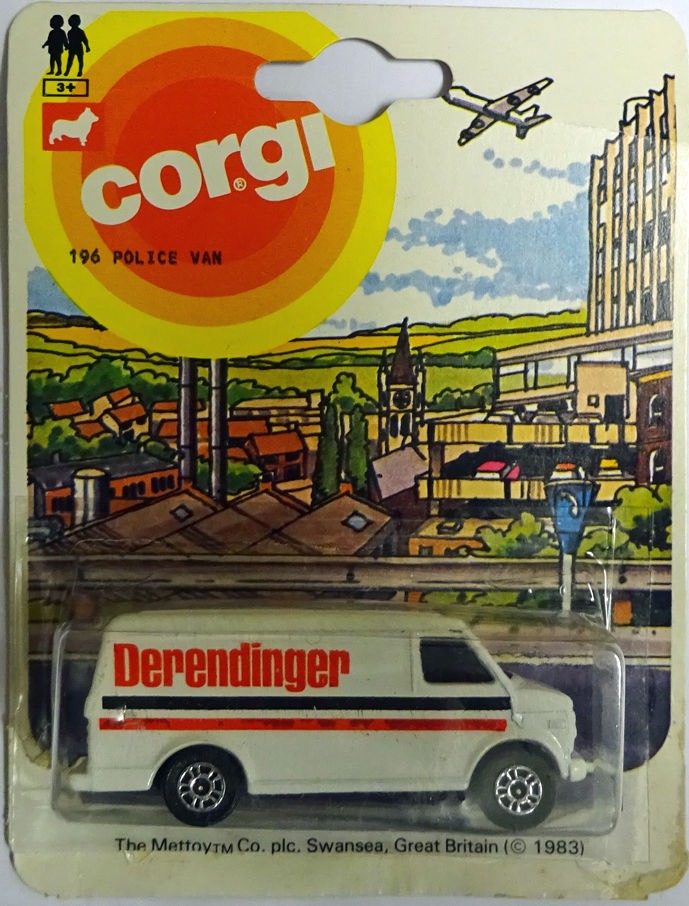 3+
corgi®
196 POLICE VAN
Derendinger
The Mettoy™ Co. plc. Swansea, Great Britain (© 1983)